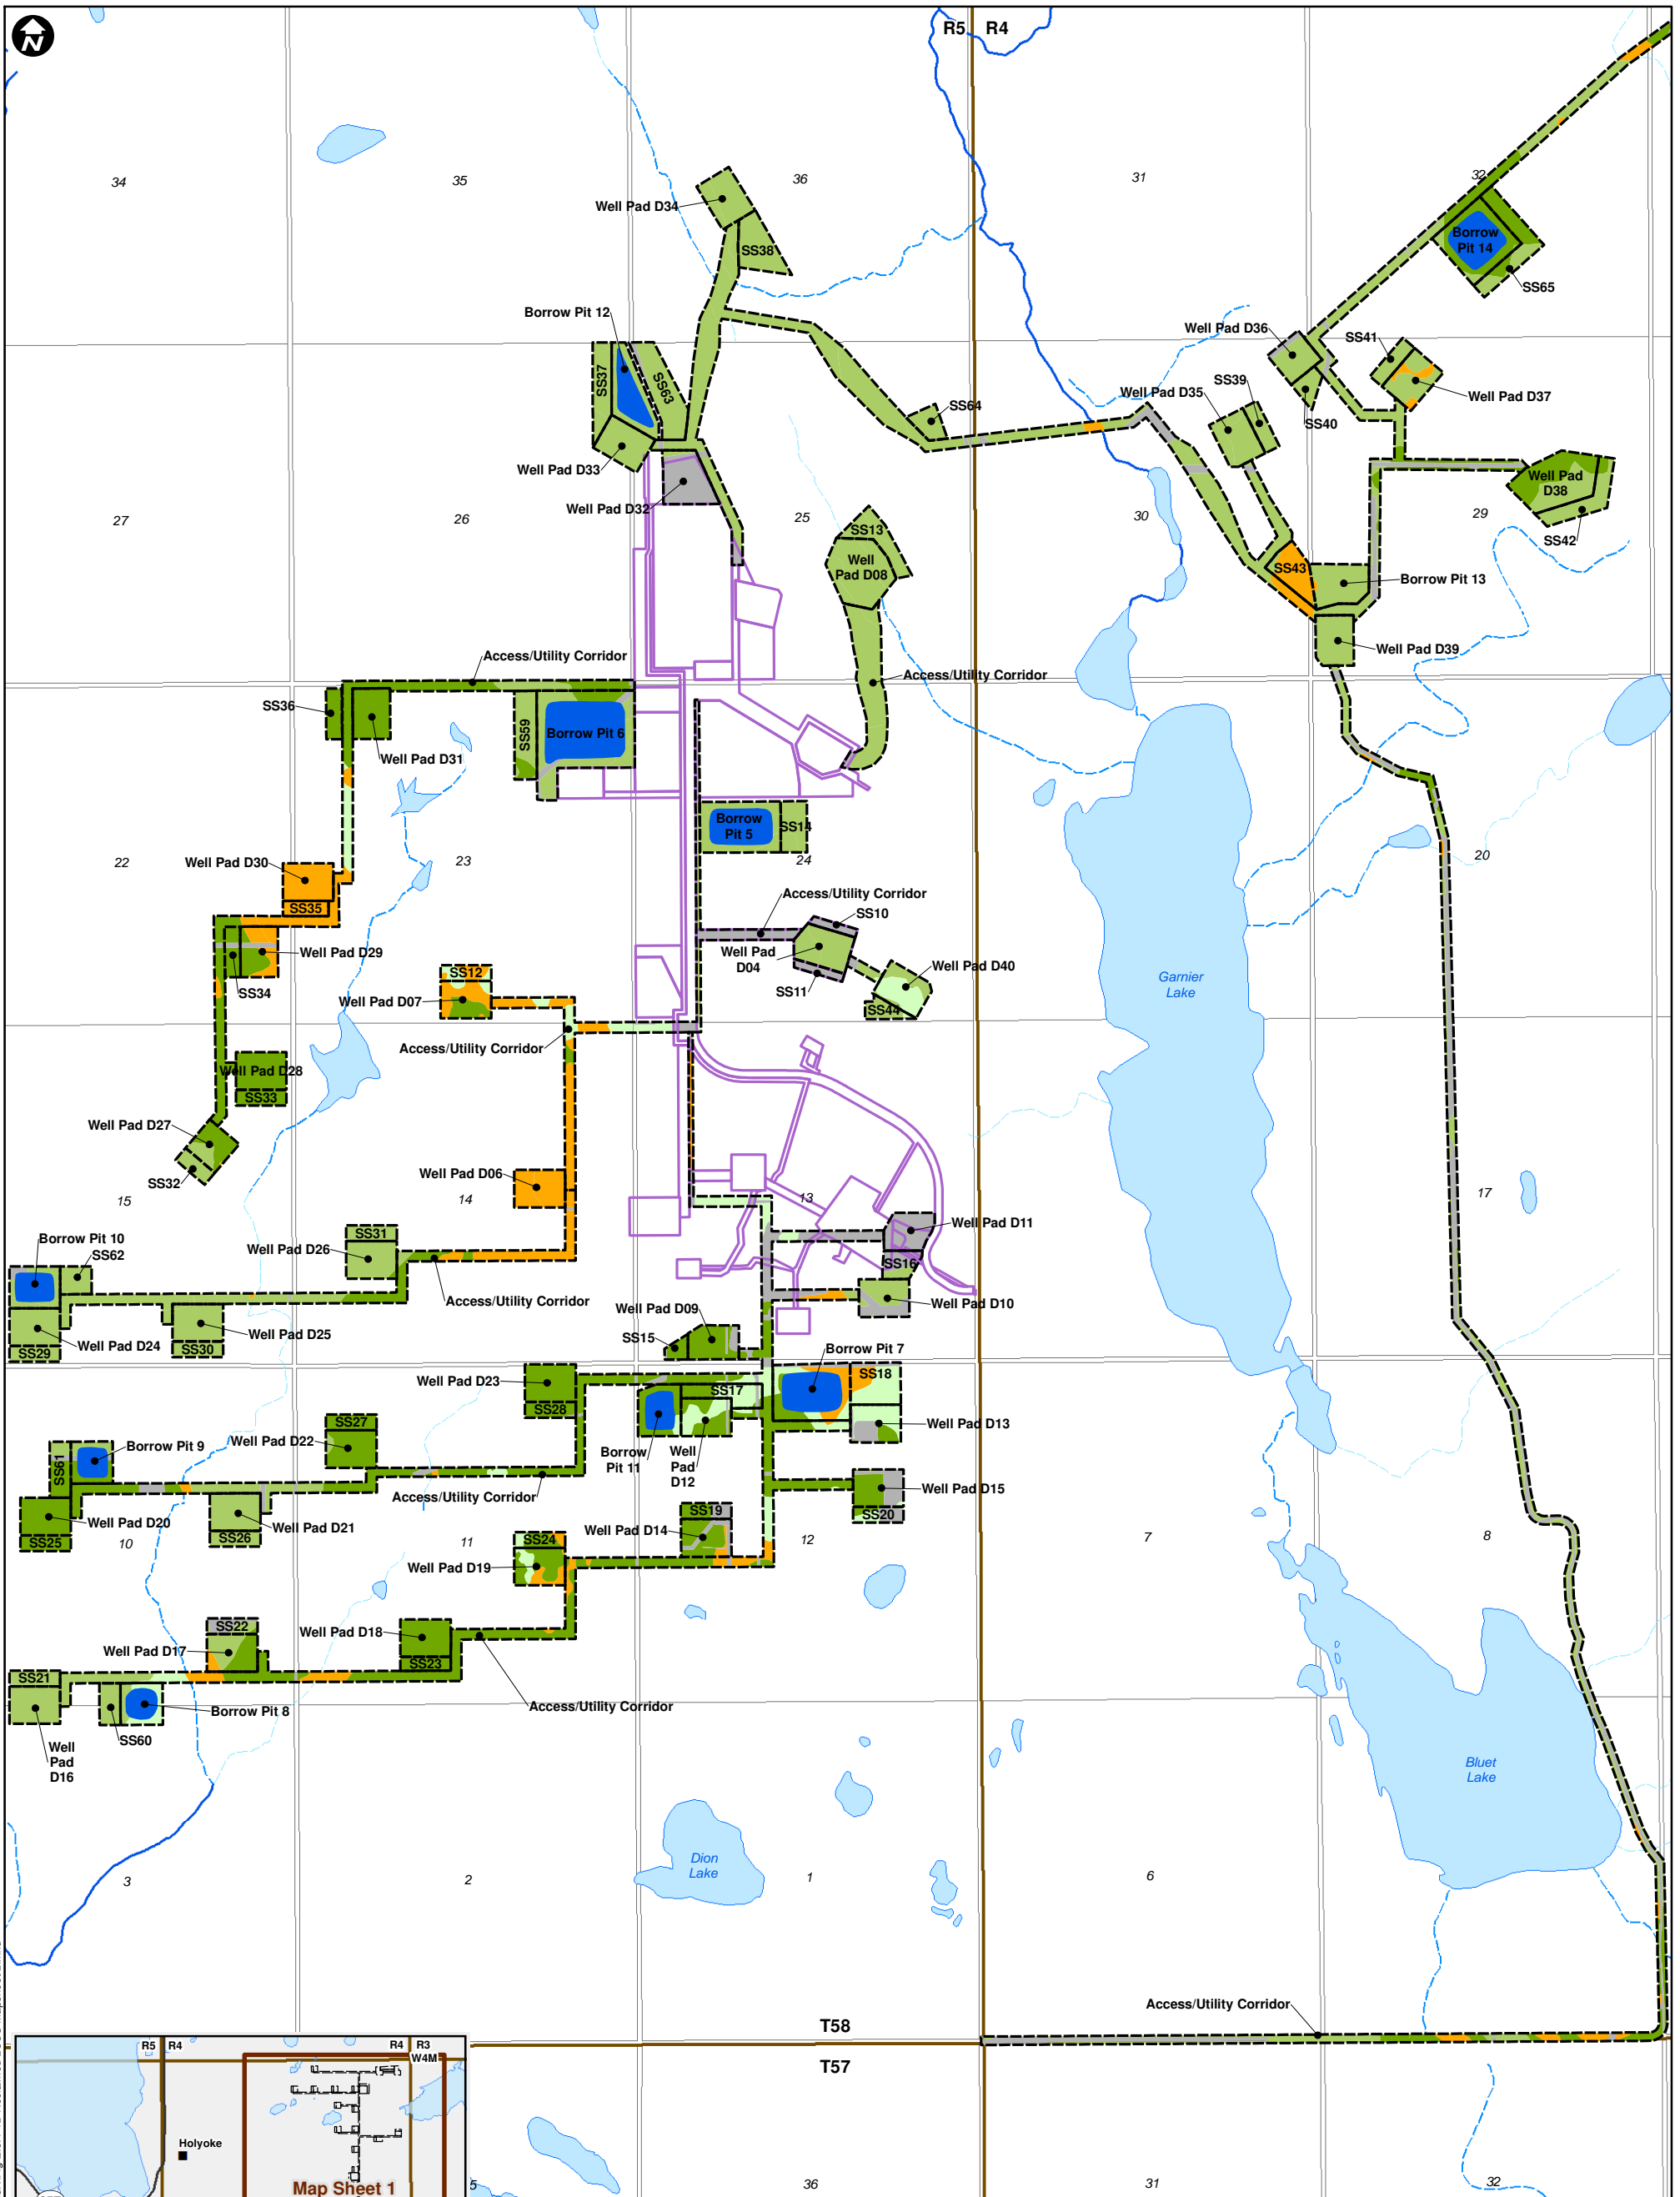 N
R5
R4
34
35
36
31
32
Well Pad D34
SS38
Borrow
Pit 14
SS65
Borrow Pit 12
SS37
SS63
Well Pad D36
SS41
SS39
Well Pad D35
Well Pad D37
SS64
SS40
Well Pad D33
Well Pad D32
Well Pad
D38
27
26
25
30
29
SS13
SS42
Well
Pad D08
SS43
Borrow Pit 13
Well Pad D39
Access/Utility Corridor
Access/Utility Corridor
SS36
SS59
Borrow Pit 6
Well Pad D31
Borrow
Pit 5
SS14
22
23
24
20
Well Pad D30
SS35
Access/Utility Corridor
SS10
Well Pad D29
Well Pad
D04
Well Pad D40
SS12
SS34
SS11
Well Pad D07
SS44
Garnier
Lake
Access/Utility Corridor
Well Pad D28
SS33
Well Pad D27
Well Pad D06
SS32
15
14
13
17
Well Pad D11
SS31
Borrow Pit 10
SS62
Well Pad D26
SS16
Access/Utility Corridor
Well Pad D10
Well Pad D09
Well Pad D25
SS15
Well Pad D24
SS29
SS30
Borrow Pit 7
Well Pad D23
SS18
SS17
SS28
SS27
Well Pad D13
Well Pad D22
Borrow Pit 9
Borrow
Pit 11
Well
Pad
D12
SS61
Well Pad D15
Access/Utility Corridor
SS19
SS20
Well Pad D20
Well Pad D21
Well Pad D14
SS25
SS26
10
11
SS24
12
7
8
Well Pad D19
SS22
Well Pad D18
Well Pad D17
SS23
SS21
Access/Utility Corridor
Borrow Pit 8
SS60
Well
Pad
D16
Bluet
Lake
Dion
Lake
3
2
1
6
Access/Utility Corridor
T58
T57
R5
R4
R4
R3
W4M
Holyoke
Map Sheet 1
5
36
31
32